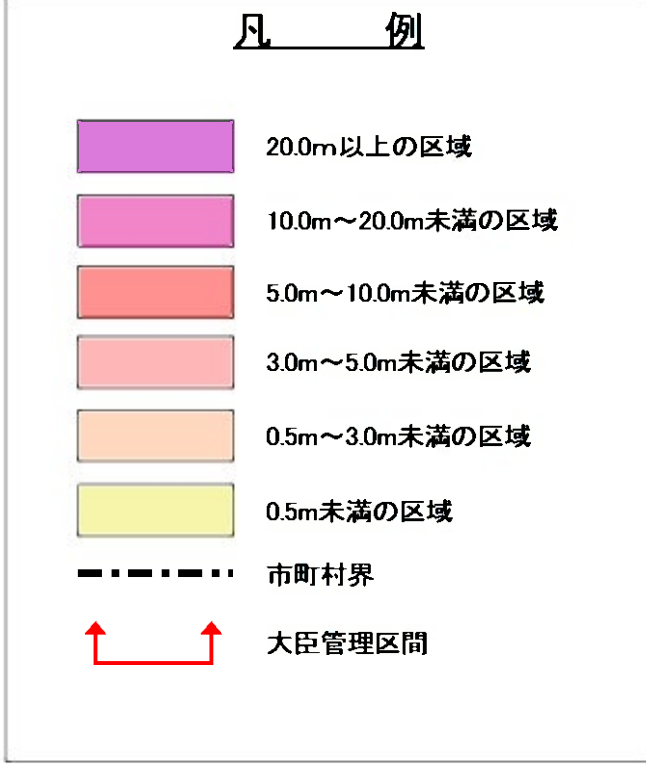 凡 例
20.0m以上の区域
10.0m～20.0m未満の区域
5.0m～10.0m未満の区域
3.0m～5.0m未満の区域
0.5m～3.0m未満の区域
0.5m未満の区域
市町村界
大臣管理区間